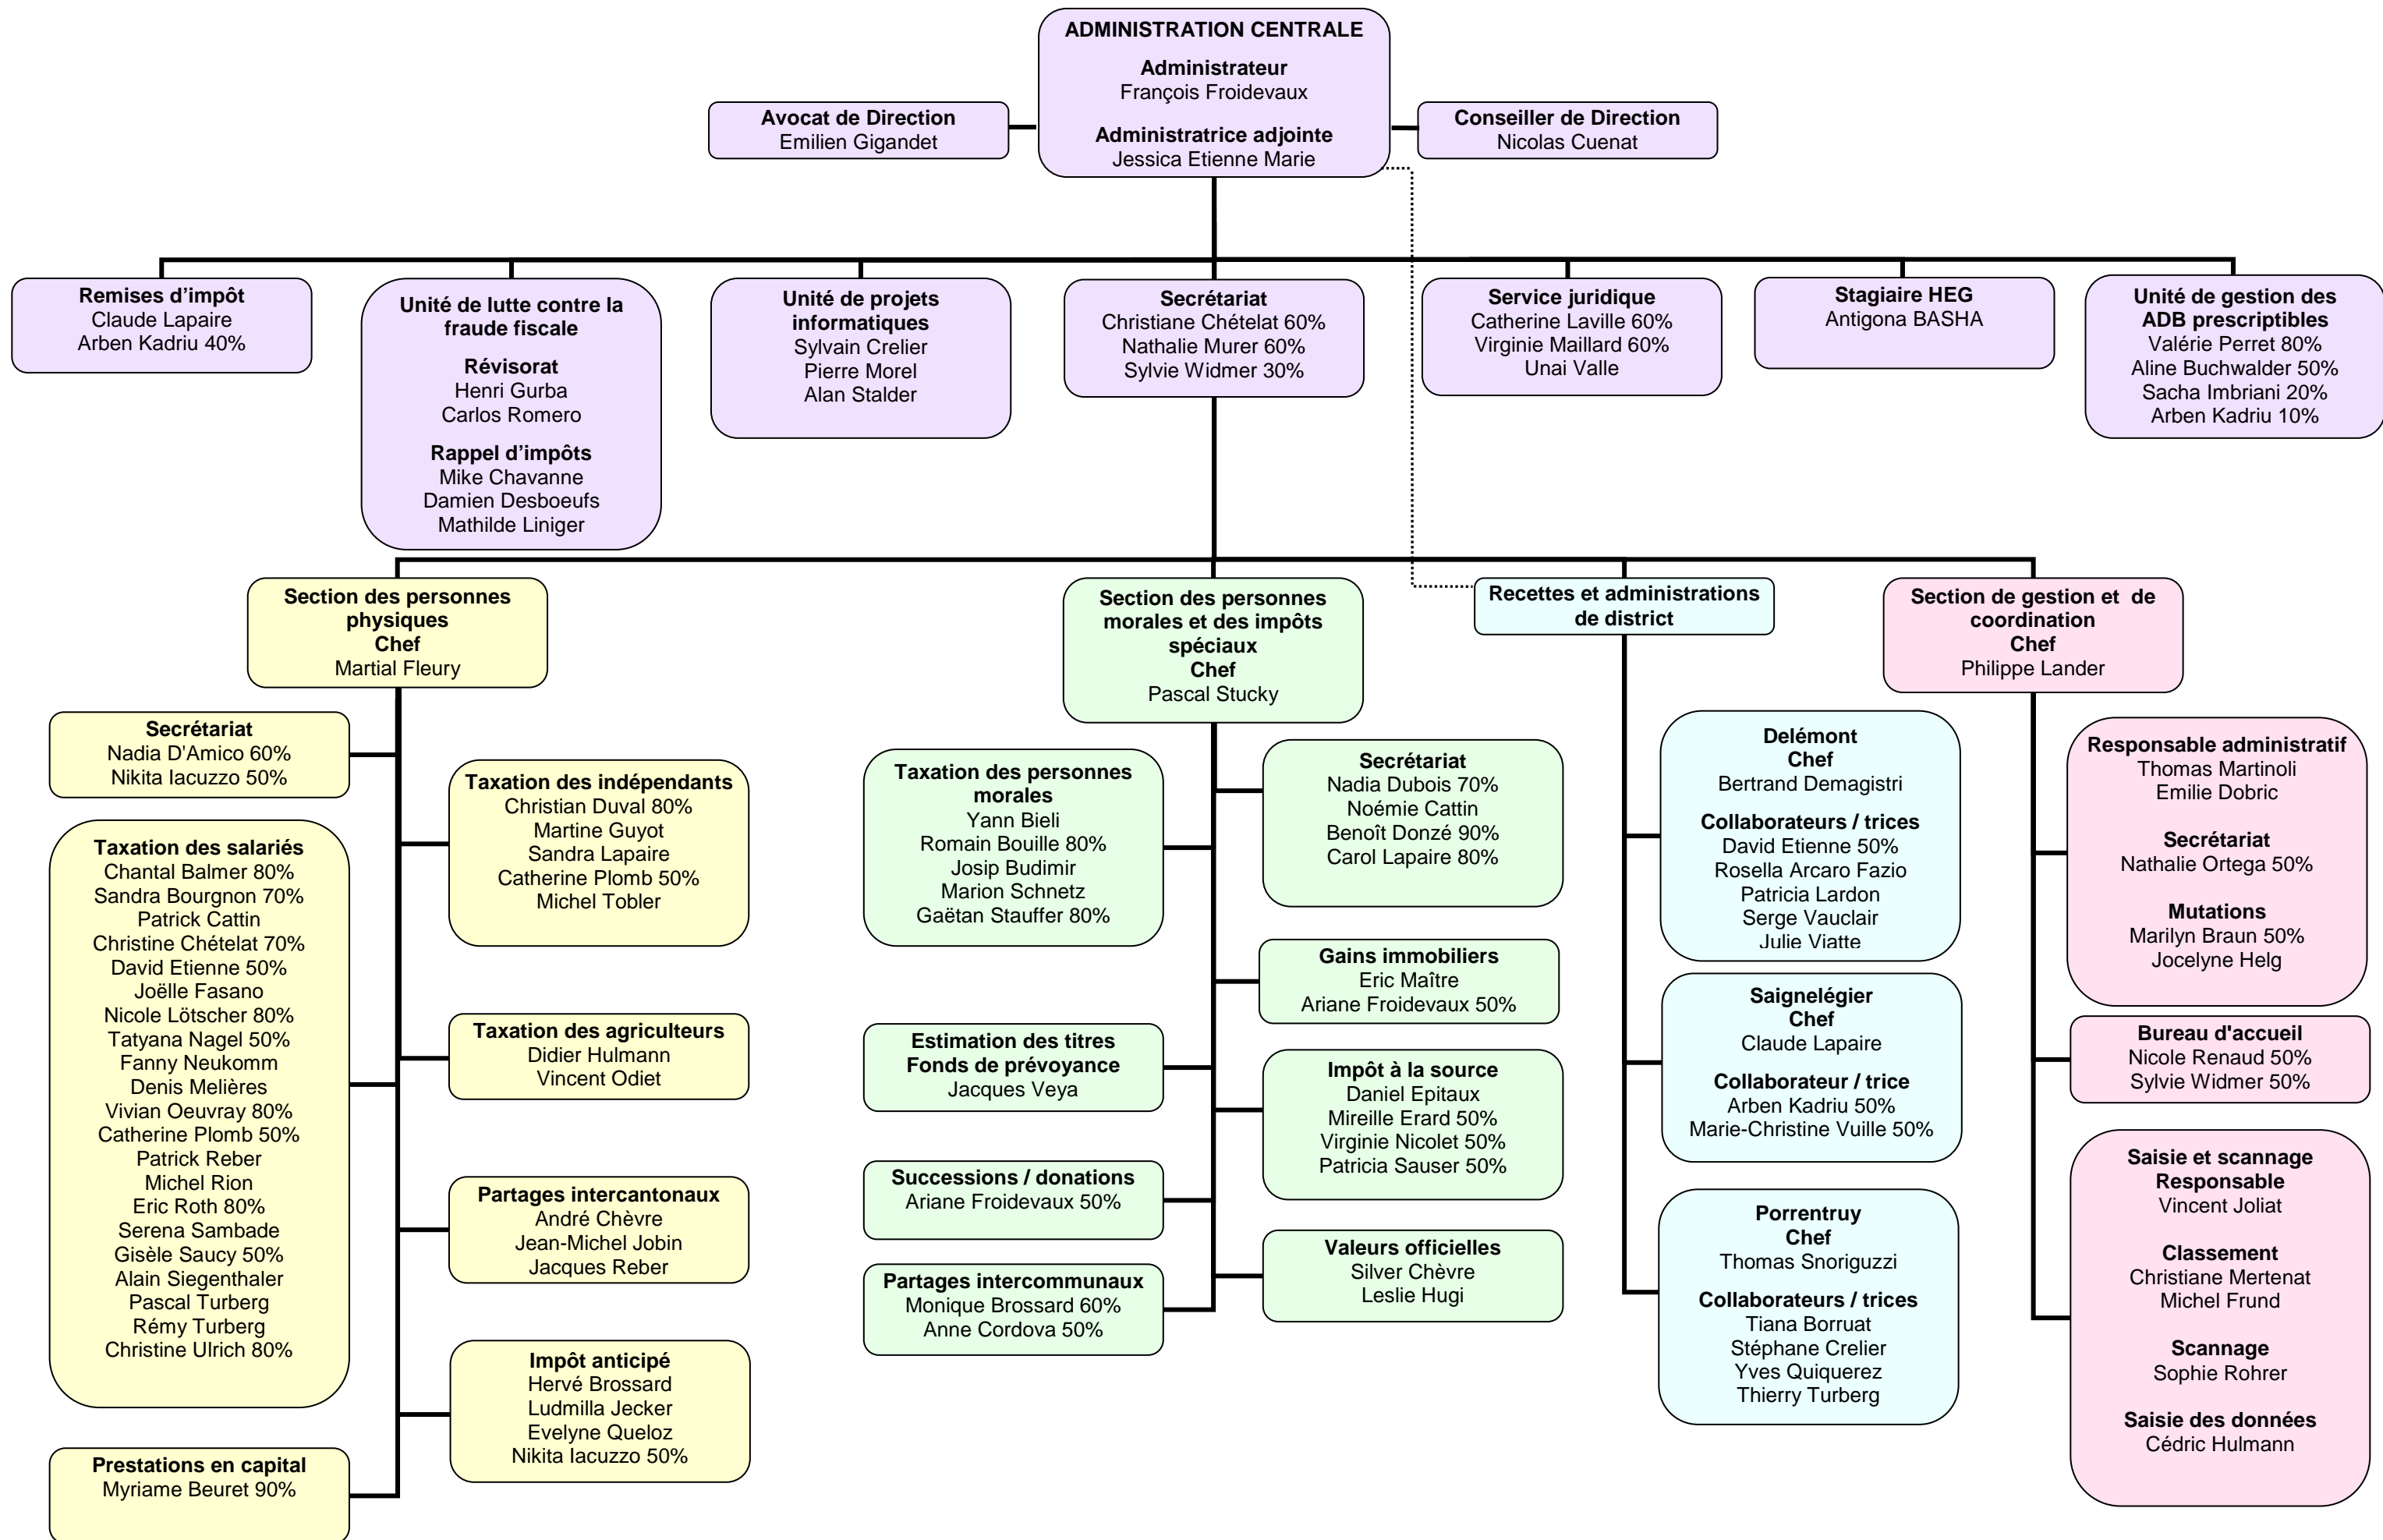 ADMINISTRATION CENTRALE
Administrateur
François Froidevaux
Administratrice adjointe
Jessica Etienne Marie
Avocat de Direction
Emilien Gigandet
Conseiller de Direction
Nicolas Cuenat
Remises d’impôt
Claude Lapaire
Arben Kadriu 40%
Unité de lutte contre la
fraude fiscale
Révisorat
Henri Gurba
Carlos Romero
Rappel d’impôts
Mike Chavanne
Damien Desboeufs
Mathilde Liniger
Unité de projets
informatiques
Sylvain Crelier
Pierre Morel
Alan Stalder
Secrétariat
Christiane Chételat 60%
Nathalie Murer 60%
Sylvie Widmer 30%
Service juridique
Catherine Laville 60%
Virginie Maillard 60%
Unai Valle
Stagiaire HEG
Antigona BASHA
Unité de gestion des
ADB prescriptibles
Valérie Perret 80%
Aline Buchwalder 50%
Sacha Imbriani 20%
Arben Kadriu 10%
Section des personnes
physiques
Chef
Martial Fleury
Secrétariat
Nadia D'Amico 60%
Nikita Iacuzzo 50%
Taxation des salariés
Chantal Balmer 80%
Sandra Bourgnon 70%
Patrick Cattin
Christine Chételat 70%
David Etienne 50%
Joëlle Fasano
Nicole Lötscher 80%
Tatyana Nagel 50%
Fanny Neukomm
Denis Melières
Vivian Oeuvray 80%
Catherine Plomb 50%
Patrick Reber
Michel Rion
Eric Roth 80%
Serena Sambade
Gisèle Saucy 50%
Alain Siegenthaler
Pascal Turberg
Rémy Turberg
Christine Ulrich 80%
Prestations en capital
Myriame Beuret 90%
Taxation des indépendants
Christian Duval 80%
Martine Guyot
Sandra Lapaire
Catherine Plomb 50%
Michel Tobler
Taxation des agriculteurs
Didier Hulmann
Vincent Odiet
Partages intercantonaux
André Chèvre
Jean-Michel Jobin
Jacques Reber
Impôt anticipé
Hervé Brossard
Ludmilla Jecker
Evelyne Queloz
Nikita Iacuzzo 50%
Section des personnes
morales et des impôts
spéciaux
Chef
Pascal Stucky
Taxation des personnes
morales
Yann Bieli
Romain Bouille 80%
Josip Budimir
Marion Schnetz
Gaëtan Stauffer 80%
Estimation des titres
Fonds de prévoyance
Jacques Veya
Successions / donations
Ariane Froidevaux 50%
Partages intercommunaux
Monique Brossard 60%
Anne Cordova 50%
Secrétariat
Nadia Dubois 70%
Noémie Cattin
Benoît Donzé 90%
Carol Lapaire 80%
Gains immobiliers
Eric Maître
Ariane Froidevaux 50%
Impôt à la source
Daniel Epitaux
Mireille Erard 50%
Virginie Nicolet 50%
Patricia Sauser 50%
Valeurs officielles
Silver Chèvre
Leslie Hugi
Recettes et administrations
de district
Delémont
Chef
Bertrand Demagistri
Collaborateurs / trices
David Etienne 50%
Rosella Arcaro Fazio
Patricia Lardon
Serge Vauclair
Julie Viatte
Saignelégier
Chef
Claude Lapaire
Collaborateur / trice
Arben Kadriu 50%
Marie-Christine Vuille 50%
Porrentruy
Chef
Thomas Snoriguzzi
Collaborateurs / trices
Tiana Borruat
Stéphane Crelier
Yves Quiquerez
Thierry Turberg
Section de gestion et  de
coordination
Chef
Philippe Lander
Responsable administratif
Thomas Martinoli
Emilie Dobric
Secrétariat
Nathalie Ortega 50%
Mutations
Marilyn Braun 50%
Jocelyne Helg
Bureau d'accueil
Nicole Renaud 50%
Sylvie Widmer 50%
Saisie et scannage
Responsable
Vincent Joliat
Classement
Christiane Mertenat
Michel Frund
Scannage
Sophie Rohrer
Saisie des données
Cédric Hulmann